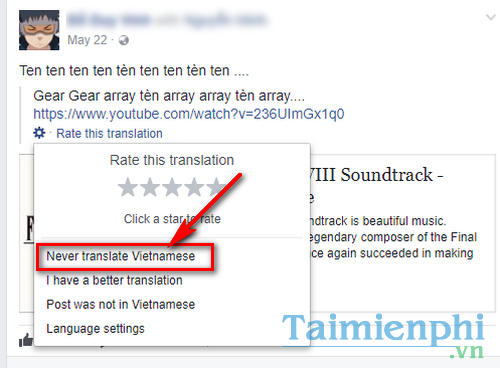 May 22
Ten ten ten ten tèn ten ten tèn ten ....
Gear Gear array tèn array array tèn array....
https://www.youtube.com/watch?v=236UImGx1q0
Rate this translation
Rate this translation
Click a star to rate
Never translate Vietnamese
I have a better translation
Post was not in Vietnamese
Language settings
VIII Soundtrack -
ndtrack is beautiful music.
egendary composer of the Final
ce again succeeded in making
Taimienphi
.vn